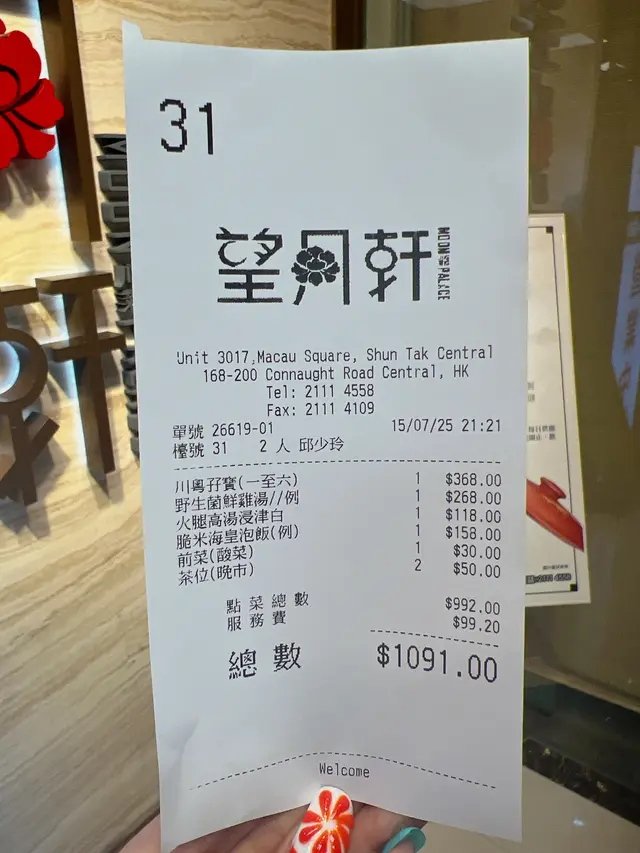 31
望月軒 MOON PALACE
Unit 3017,Macau Square, Shun Tak Central
168-200 Connaught Road Central, HK
Tel: 2111 4558
Fax: 2111 4109
單號 26619-01 15/07/25 21:21
檯號 31 2 人 邱少玲
川粵孖寶(一至六) 1 $368.00
野生菌鮮雞湯//例 1 $268.00
火腿高湯浸津白 1 $118.00
脆米海皇泡飯(例) 1 $158.00
前菜(酸菜) 1 $30.00
茶位(晚市) 2 $50.00
點菜總數 $992.00
服務費 $99.20
總數 $1091.00
Welcome
2111 4558